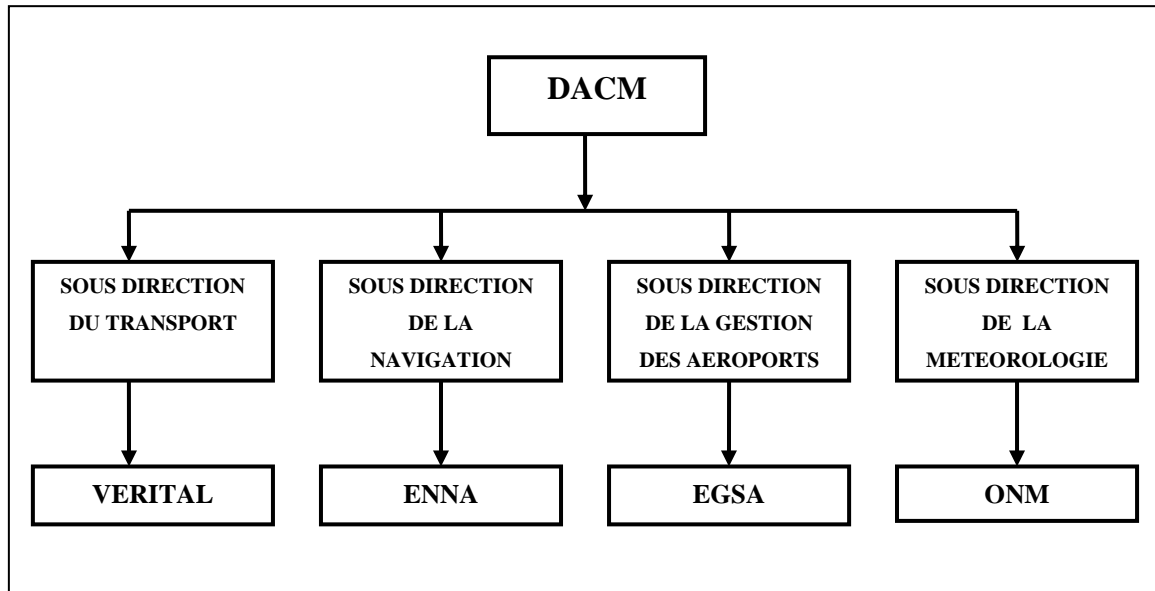 DACM
SOUS DIRECTION
DU TRANSPORT
SOUS DIRECTION
DE LA
NAVIGATION
SOUS DIRECTION
DE LA GESTION
DES AEROPORTS
SOUS DIRECTION
DE LA
METEOROLOGIE
VERITAL
ENNA
EGSA
ONM